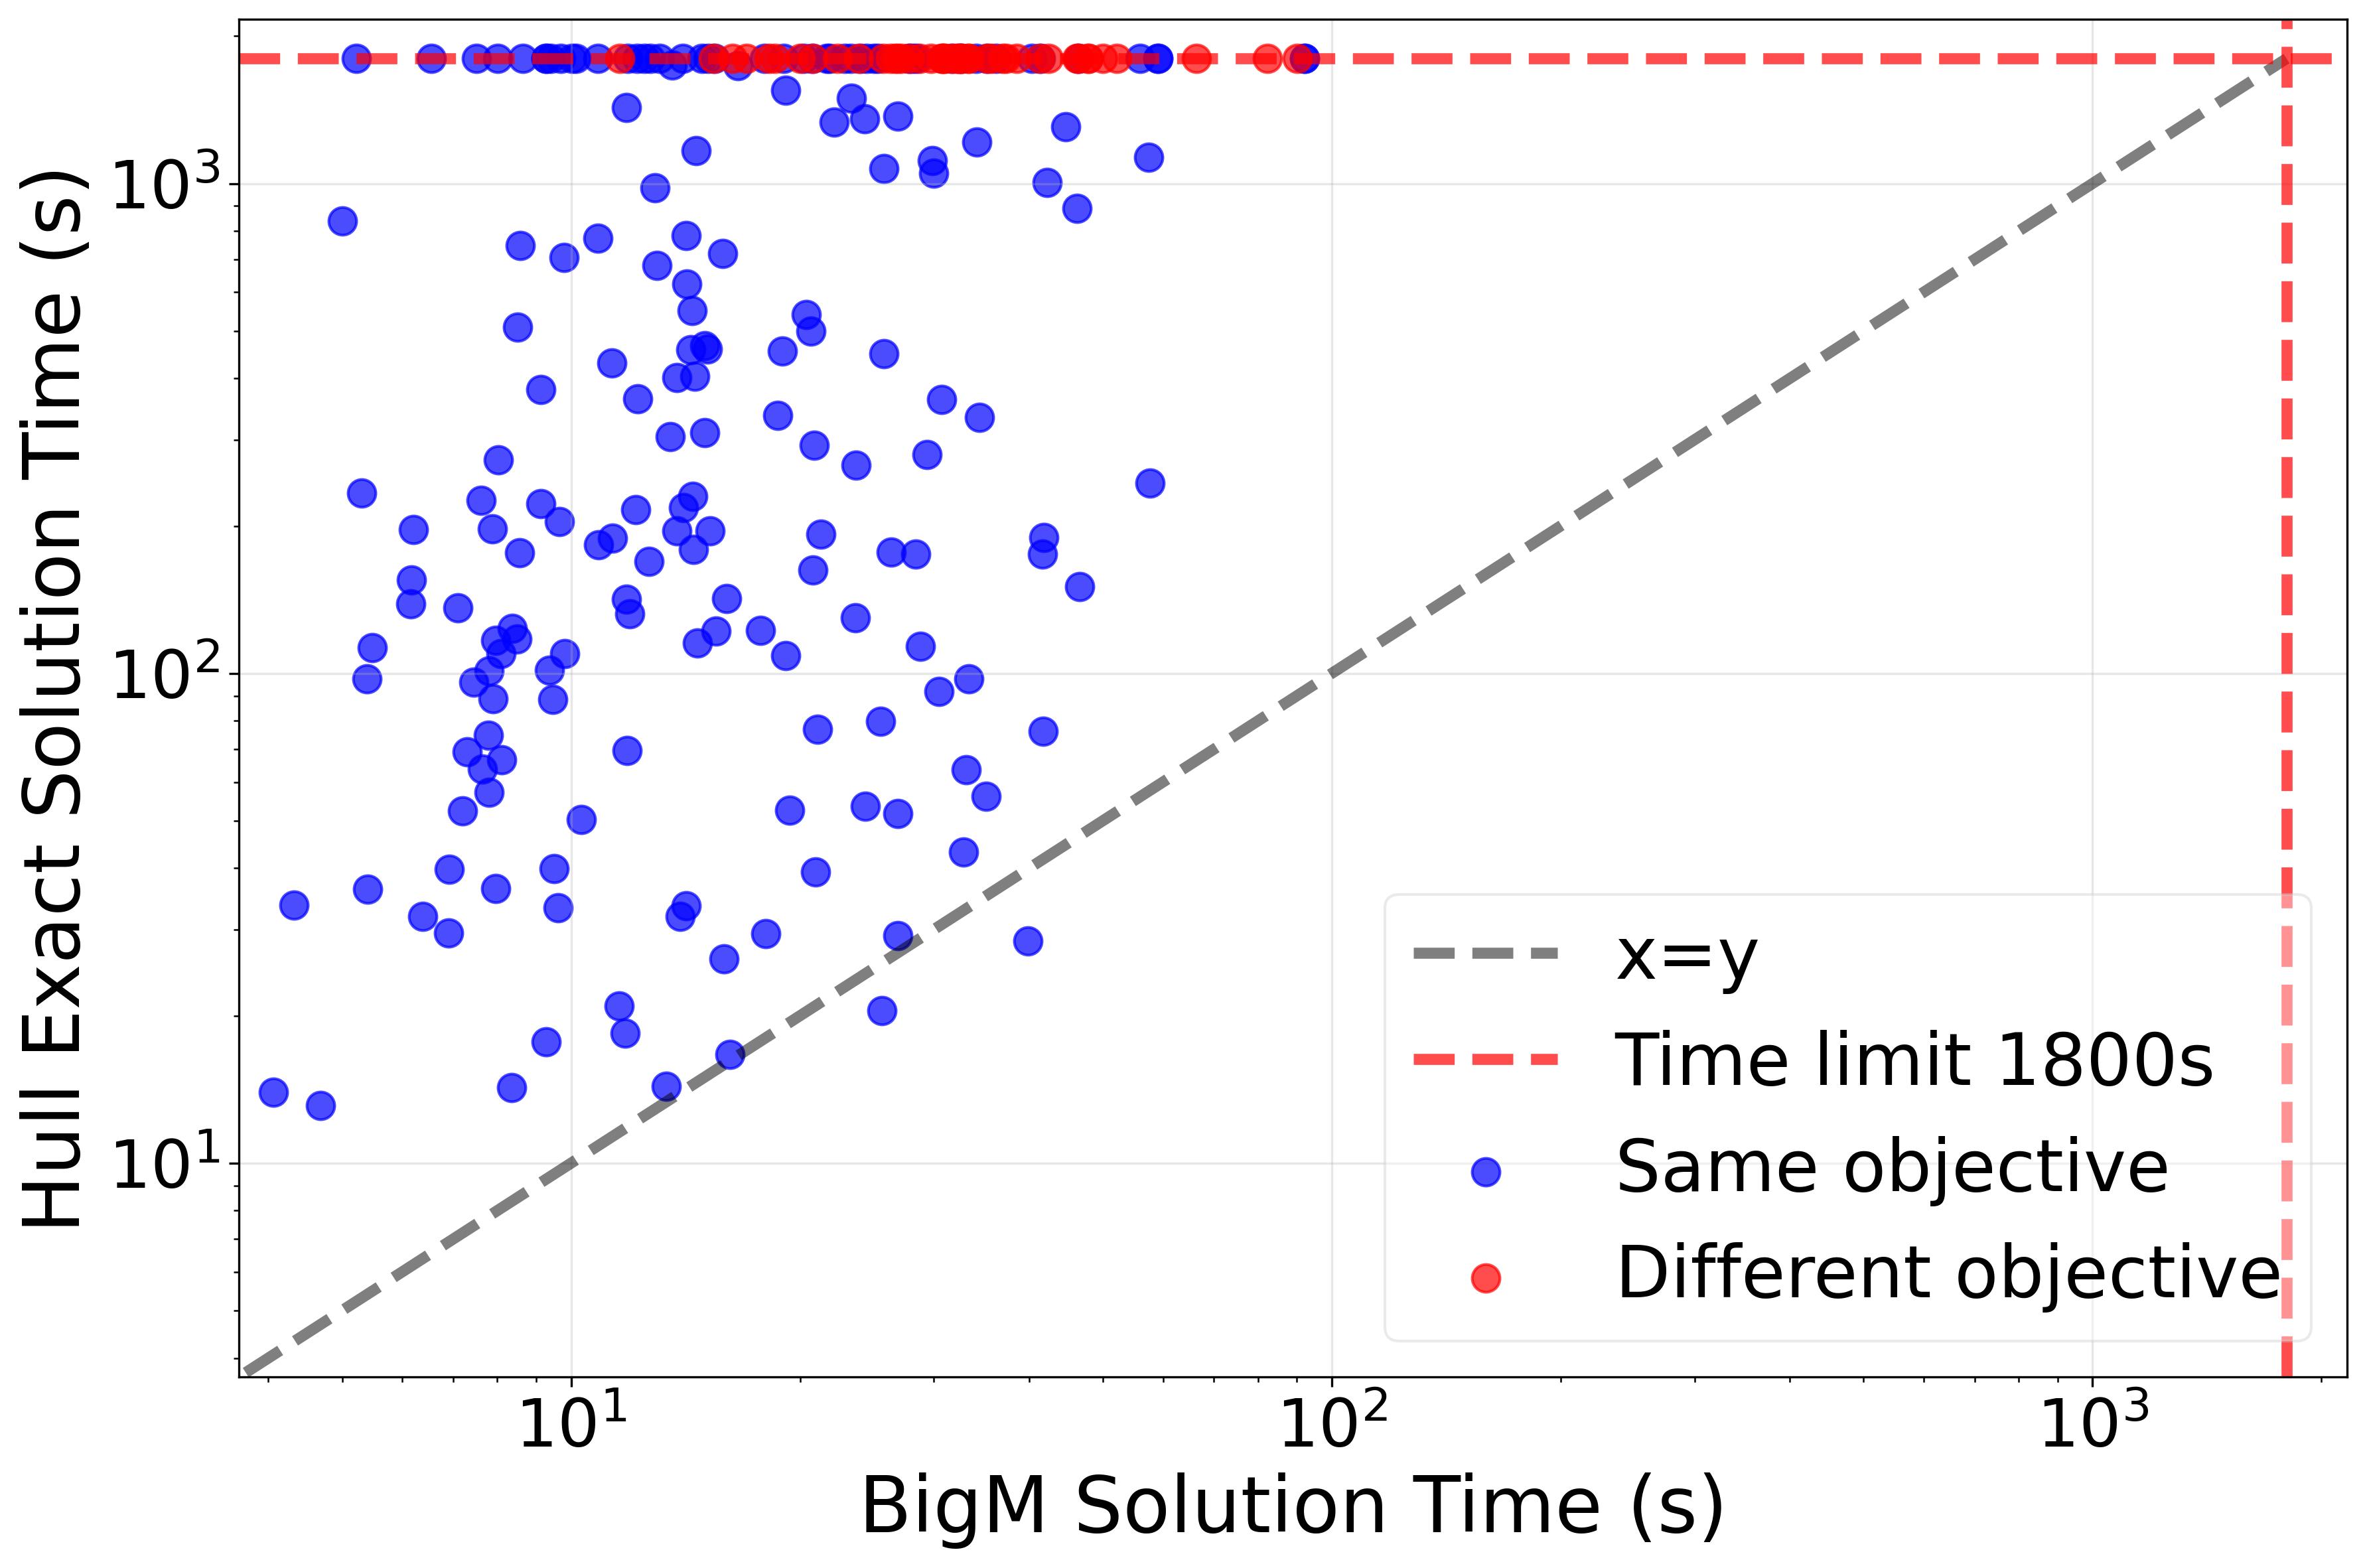 Hull Exact Solution Time (s)
10³
10²
10¹
x=y
Time limit 1800s
Same objective
Different objective
10¹
10²
10³
BigM Solution Time (s)